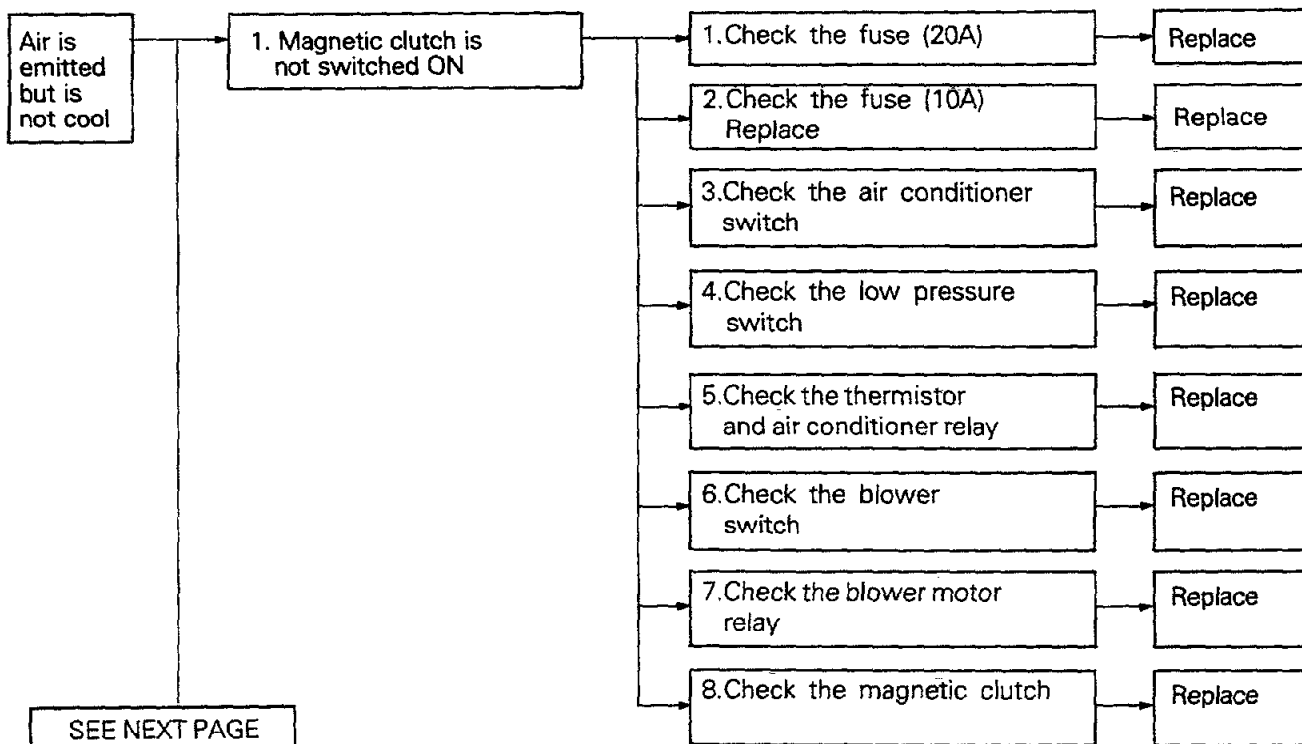 Air is
emitted
but is
not cool
1. Magnetic clutch is
not switched ON
1.Check the fuse (20A)
Replace
2.Check the fuse (10A)
Replace
Replace
3.Check the air conditioner
switch
Replace
4.Check the low pressure
switch
Replace
5.Check the thermistor
and air conditioner relay
Replace
6.Check the blower
switch
Replace
7.Check the blower motor
relay
Replace
8.Check the magnetic clutch
Replace
SEE NEXT PAGE